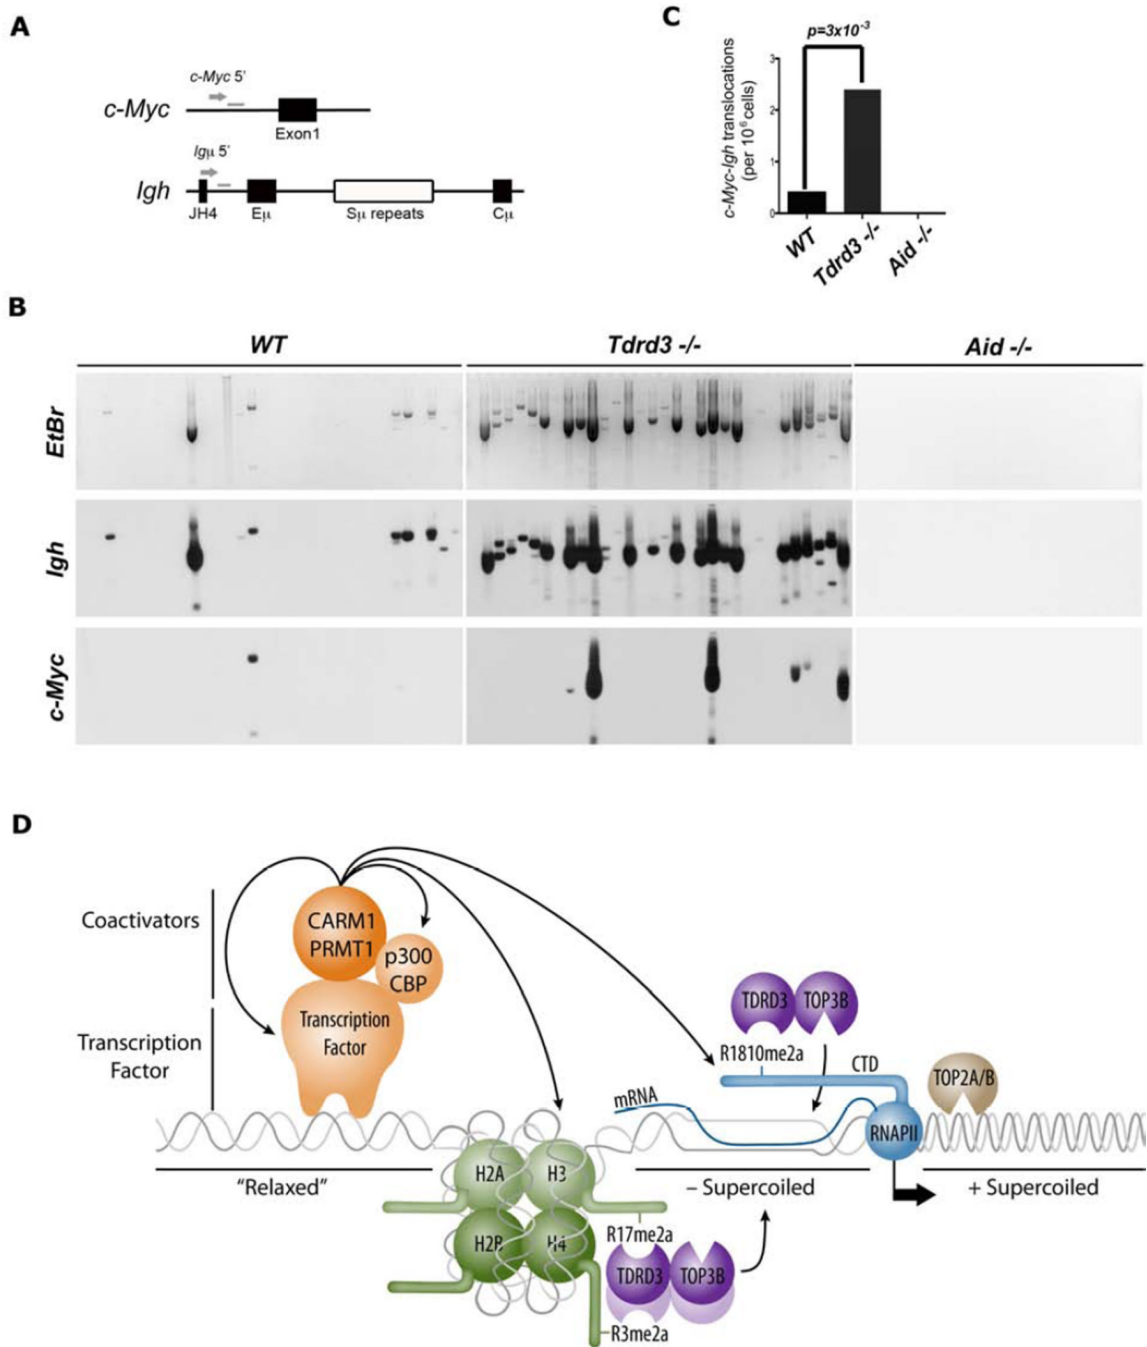 A
c-Myc 5'
c-Myc
Exon1
Igμ 5'
Igh
JH4 Eμ Sμ repeats Cμ
C
p=3x10⁻³
c-Myc-Igh translocations
(per 10⁶ cells)
3
2
1
0
WT
Tdrd3 -/-
Aid -/-
B
WT Tdrd3 -/- Aid -/-
EtBr
Igh
c-Myc
D
Coactivators
CARM1
PRMT1
p300
CBP
Transcription
Factor
Transcription
Factor
TDRD3 TOP3B
R1810me2a
CTD
TOP2A/B
mRNA
RNAPII
"Relaxed"
H2A H3
– Supercoiled
+ Supercoiled
R17me2a
H2B H4
TDRD3 TOP3B
R3me2a